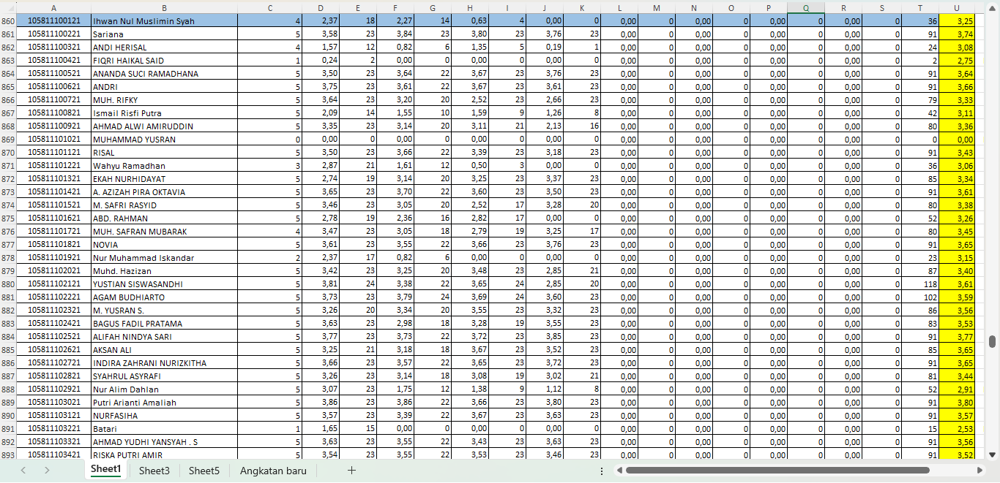 A B C D E F G H I J K L M N O P Q R S T U
860 105811100121 Ihwan Nul Muslimin Syah 4 2,37 18 2,27 14 0,63 4 0,00 0 0,00 0 0,00 0 0,00 0 0,00 0 36 3,25
861 105811100221 Sariana 5 3,58 23 3,84 23 3,80 23 3,76 23 0,00 0 0,00 0 0,00 0 0,00 0 91 3,74
862 105811100321 ANDI HERISAL 4 1,57 12 0,82 6 1,35 5 0,19 1 0,00 0 0,00 0 0,00 0 0,00 0 24 3,08
863 105811100421 FIQRI HAIKAL SAID 1 0,24 2 0,00 0 0,00 0 0,00 0 0,00 0 0,00 0 0,00 0 0,00 0 2 2,75
864 105811100521 ANANDA SUCI RAMADHANA 5 3,50 23 3,64 22 3,67 23 3,76 23 0,00 0 0,00 0 0,00 0 0,00 0 91 3,64
865 105811100621 ANDRI 5 3,75 23 3,61 22 3,67 23 3,61 23 0,00 0 0,00 0 0,00 0 0,00 0 91 3,66
866 105811100721 MUH. RIFKY 5 3,64 23 3,20 20 2,52 23 2,66 23 0,00 0 0,00 0 0,00 0 0,00 0 79 3,33
867 105811100821 Ismail Risfi Putra 5 2,09 14 1,55 10 1,59 9 1,26 8 0,00 0 0,00 0 0,00 0 0,00 0 42 3,11
868 105811100921 AHMAD ALWI AMIRUDDIN 5 3,35 23 3,14 20 3,11 21 2,13 16 0,00 0 0,00 0 0,00 0 0,00 0 80 3,36
869 105811101021 MUHAMMAD YUSRAN 0 0,00 0 0,00 0 0,00 0 0,00 0 0,00 0 0,00 0 0,00 0 0,00 0 0 0,00
870 105811101121 RISAL 5 3,50 23 3,66 22 3,39 23 3,18 23 0,00 0 0,00 0 0,00 0 0,00 0 91 3,43
871 105811101221 Wahyu Ramadhan 3 2,87 21 1,61 12 0,50 3 0,00 0 0,00 0 0,00 0 0,00 0 0,00 0 36 3,06
872 105811101321 EKAH NURHIDAYAT 5 2,74 19 3,14 20 3,25 23 3,37 23 0,00 0 0,00 0 0,00 0 0,00 0 85 3,34
873 105811101421 A. AZIZAH PIRA OKTAVIA 5 3,65 23 3,70 22 3,60 23 3,50 23 0,00 0 0,00 0 0,00 0 0,00 0 91 3,61
874 105811101521 M. SAFRI RASYID 5 3,46 23 3,05 20 2,52 17 3,28 20 0,00 0 0,00 0 0,00 0 0,00 0 80 3,38
875 105811101621 ABD. RAHMAN 5 2,78 19 2,36 16 2,82 17 0,00 0 0,00 0 0,00 0 0,00 0 0,00 0 52 3,26
876 105811101721 MUH. SAFRAN MUBARAK 4 3,47 23 3,05 18 2,79 19 3,25 17 0,00 0 0,00 0 0,00 0 0,00 0 80 3,45
877 105811101821 NOVIA 5 3,61 23 3,55 22 3,66 23 3,76 23 0,00 0 0,00 0 0,00 0 0,00 0 91 3,65
878 105811101921 Nur Muhammad Iskandar 2 2,37 17 0,82 6 0,00 0 0,00 0 0,00 0 0,00 0 0,00 0 0,00 0 23 3,15
879 105811102021 Muhd. Hazizan 5 3,42 23 3,25 20 3,48 23 2,85 21 0,00 0 0,00 0 0,00 0 0,00 0 87 3,40
880 105811102121 YUSTIAN SISWASANDHI 5 3,81 24 3,38 22 3,65 24 2,85 20 0,00 0 0,00 0 0,00 0 0,00 0 118 3,61
881 105811102221 AGAM BUDHIARTO 5 3,73 23 3,79 24 3,69 24 3,60 23 0,00 0 0,00 0 0,00 0 0,00 0 102 3,59
882 105811102321 M. YUSRAN S. 5 3,26 20 3,34 20 3,55 23 3,32 23 0,00 0 0,00 0 0,00 0 0,00 0 86 3,56
883 105811102421 BAGUS FADIL PRATAMA 5 3,63 23 2,98 18 3,28 19 3,55 23 0,00 0 0,00 0 0,00 0 0,00 0 83 3,53
884 105811102521 ALIFAH NINDYA SARI 5 3,77 23 3,73 22 3,72 23 3,85 23 0,00 0 0,00 0 0,00 0 0,00 0 91 3,77
885 105811102621 AKSAN ALI 5 3,25 21 3,18 18 3,67 23 3,52 23 0,00 0 0,00 0 0,00 0 0,00 0 85 3,65
886 105811102721 INDIRA ZAHRANI NURIZKITHA 5 3,66 23 3,57 22 3,65 23 3,72 23 0,00 0 0,00 0 0,00 0 0,00 0 91 3,65
887 105811102821 SYAHRUL ASYRAFI 5 3,26 23 3,14 18 3,08 19 3,02 21 0,00 0 0,00 0 0,00 0 0,00 0 81 3,44
888 105811102921 Nur Alim Dahlan 5 3,07 23 1,75 12 1,38 9 1,12 8 0,00 0 0,00 0 0,00 0 0,00 0 52 2,91
889 105811103021 Putri Arianti Amaliah 5 3,86 23 3,86 22 3,66 23 3,80 23 0,00 0 0,00 0 0,00 0 0,00 0 91 3,80
890 105811103121 NURFASIHA 5 3,57 23 3,39 22 3,67 23 3,63 23 0,00 0 0,00 0 0,00 0 0,00 0 91 3,57
891 105811103221 Batari 1 1,65 15 0,00 0 0,00 0 0,00 0 0,00 0 0,00 0 0,00 0 0,00 0 15 2,53
892 105811103321 AHMAD YUDHI YANSYAH . S 5 3,63 23 3,55 22 3,43 23 3,63 23 0,00 0 0,00 0 0,00 0 0,00 0 91 3,56
893 105811103421 RISKA PUTRI AMIR 5 3,54 23 3,55 22 3,53 23 3,46 23 0,00 0 0,00 0 0,00 0 0,00 0 91 3,52
Sheet1 Sheet3 Sheet5 Angkatan baru +